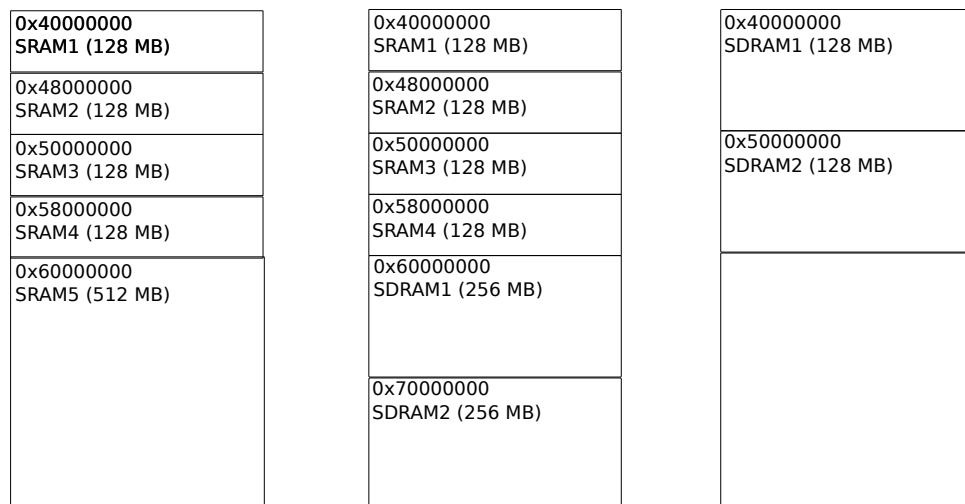 0x40000000
SRAM1 (128 MB)
0x48000000
SRAM2 (128 MB)
0x50000000
SRAM3 (128 MB)
0x58000000
SRAM4 (128 MB)
0x60000000
SRAM5 (512 MB)
0x40000000
SRAM1 (128 MB)
0x48000000
SRAM2 (128 MB)
0x50000000
SRAM3 (128 MB)
0x58000000
SRAM4 (128 MB)
0x60000000
SDRAM1 (256 MB)
0x70000000
SDRAM2 (256 MB)
0x40000000
SDRAM1 (128 MB)
0x50000000
SDRAM2 (128 MB)